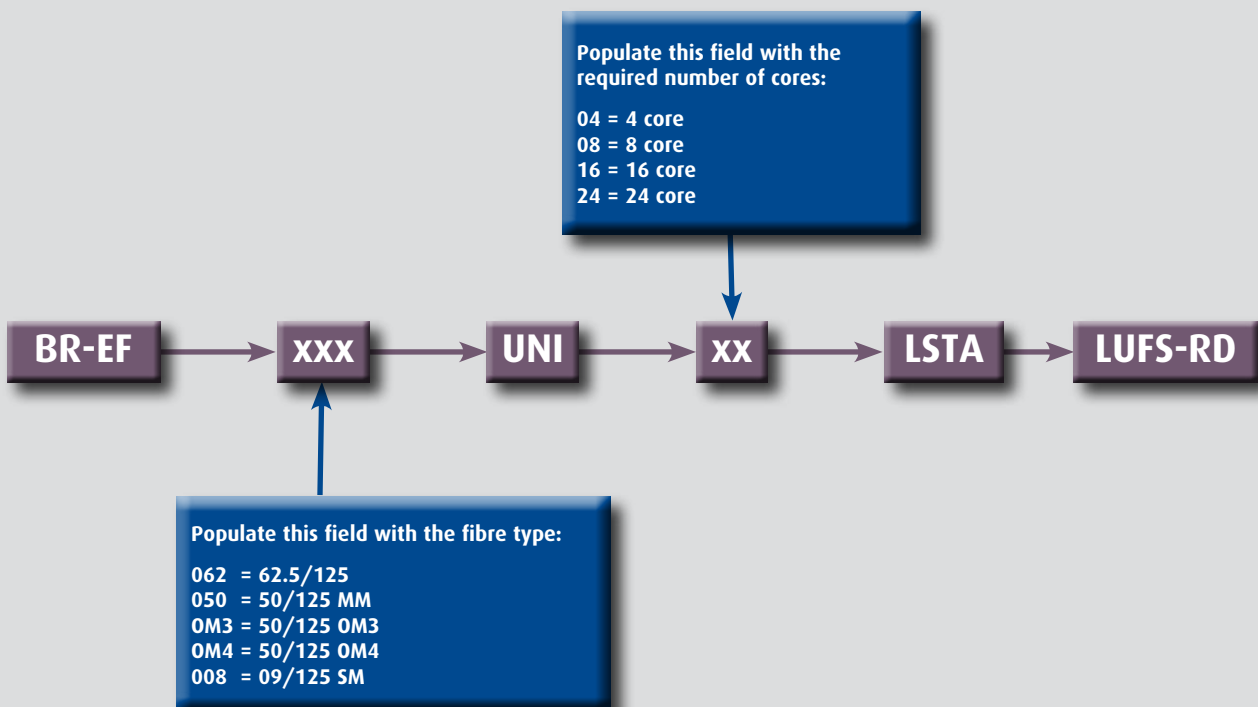 Populate this field with the
required number of cores:
04 = 4 core
08 = 8 core
16 = 16 core
24 = 24 core
BR-EF
XXX
UNI
XX
LSTA
LUFS-RD
Populate this field with the fibre type:
062 = 62.5/125
050 = 50/125 MM
OM3 = 50/125 OM3
OM4 = 50/125 OM4
008 = 09/125 SM